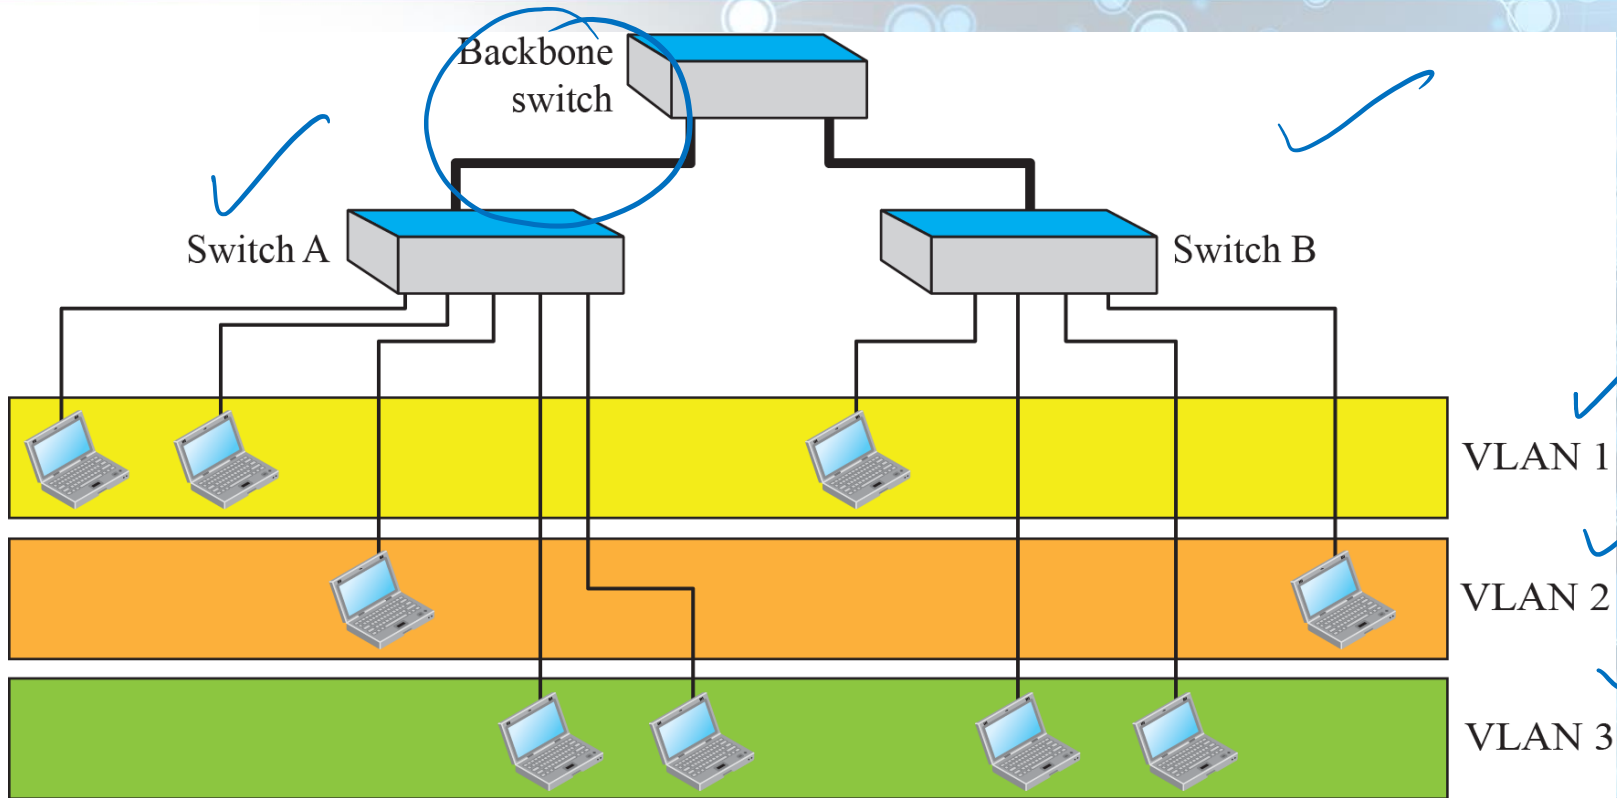 Backbone
switch
Switch A
Switch B
VLAN 1
VLAN 2
VLAN 3